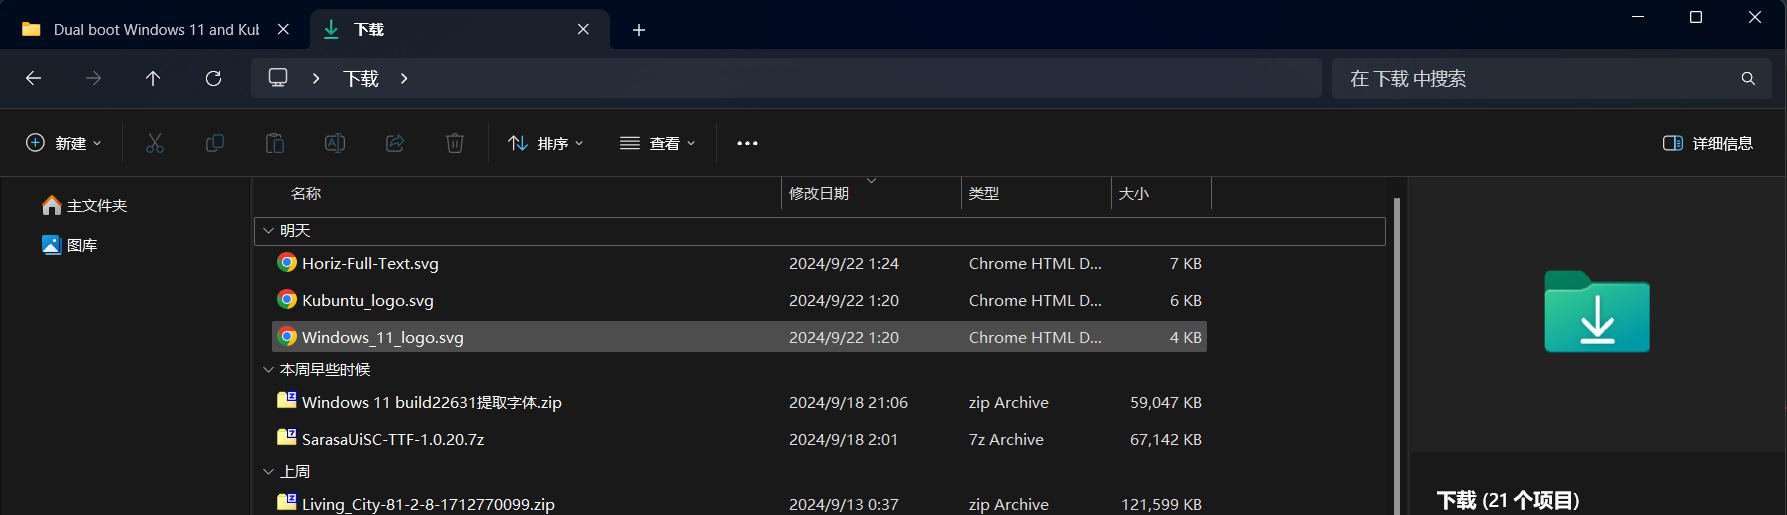 Dual boot Windows 11 and Kub
下载
下载
在 下载 中搜索
新建
排序
查看
详细信息
主文件夹
图库
名称 修改日期 类型 大小
明天
Horiz-Full-Text.svg 2024/9/22 1:24 Chrome HTML D... 7 KB
Kubuntu_logo.svg 2024/9/22 1:20 Chrome HTML D... 6 KB
Windows_11_logo.svg 2024/9/22 1:20 Chrome HTML D... 4 KB
本周早些时候
Windows 11 build22631提取字体.zip 2024/9/18 21:06 zip Archive 59,047 KB
SarasaUiSC-TTF-1.0.20.7z 2024/9/18 2:01 7z Archive 67,142 KB
上周
Living_City-81-2-8-1712770099.zip 2024/9/13 0:37 zip Archive 121,599 KB
下载 (21 个项目)